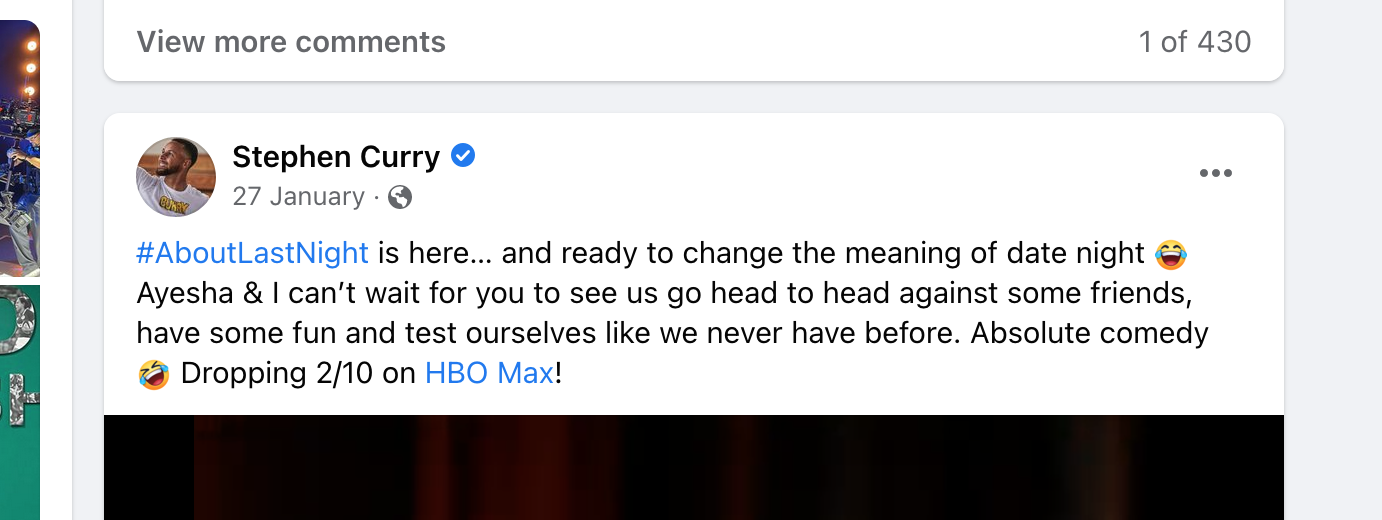 View more comments
1 of 430
Stephen Curry
27 January ·
#AboutLastNight is here... and ready to change the meaning of date night 😂
Ayesha & I can’t wait for you to see us go head to head against some friends,
have some fun and test ourselves like we never have before. Absolute comedy
🤣 Dropping 2/10 on HBO Max!